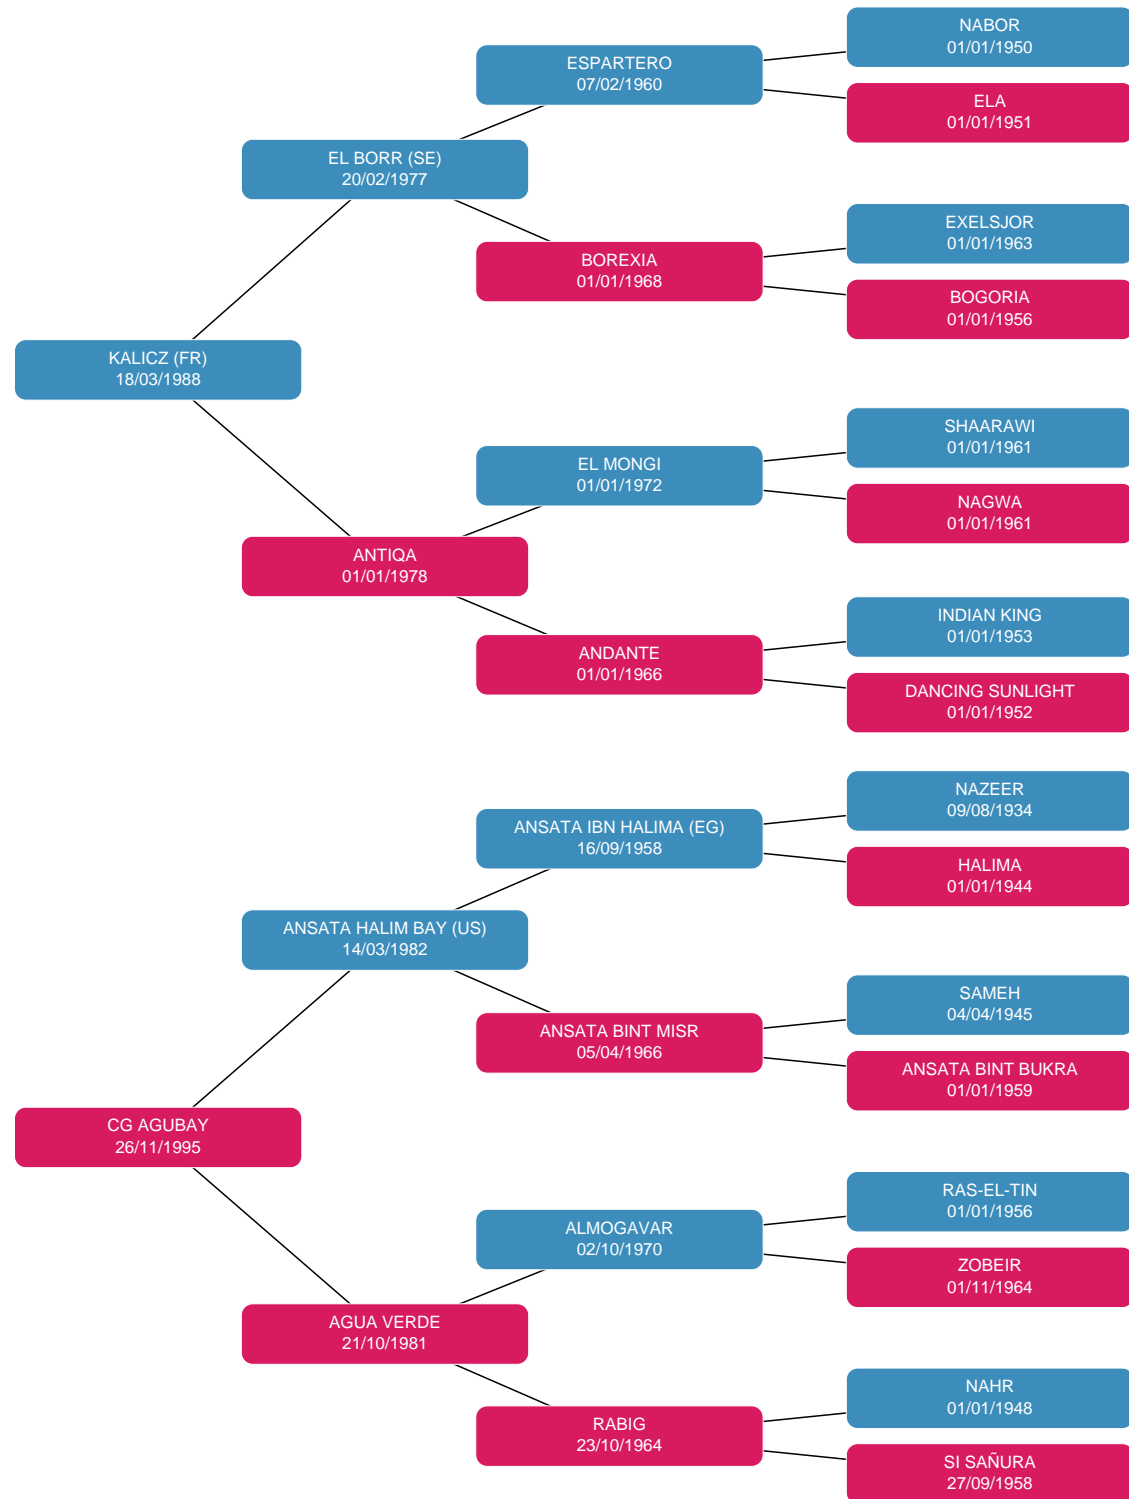 NABOR
01/01/1950
ESPARTERO
07/02/1960
ELA
01/01/1951
EL BORR (SE)
20/02/1977
EXELSJOR
01/01/1963
BOREXIA
01/01/1968
BOGORIA
01/01/1956
KALICZ (FR)
18/03/1988
SHAARAWI
01/01/1961
EL MONGI
01/01/1972
NAGWA
01/01/1961
ANTIQA
01/01/1978
INDIAN KING
01/01/1953
ANDANTE
01/01/1966
DANCING SUNLIGHT
01/01/1952
NAZEER
09/08/1934
ANSATA IBN HALIMA (EG)
16/09/1958
HALIMA
01/01/1944
ANSATA HALIM BAY (US)
14/03/1982
SAMEH
04/04/1945
ANSATA BINT MISR
05/04/1966
ANSATA BINT BUKRA
01/01/1959
CG AGUBAY
26/11/1995
RAS-EL-TIN
01/01/1956
ALMOGAVAR
02/10/1970
ZOBEIR
01/11/1964
AGUA VERDE
21/10/1981
NAHR
01/01/1948
RABIG
23/10/1964
SI SAÑURA
27/09/1958